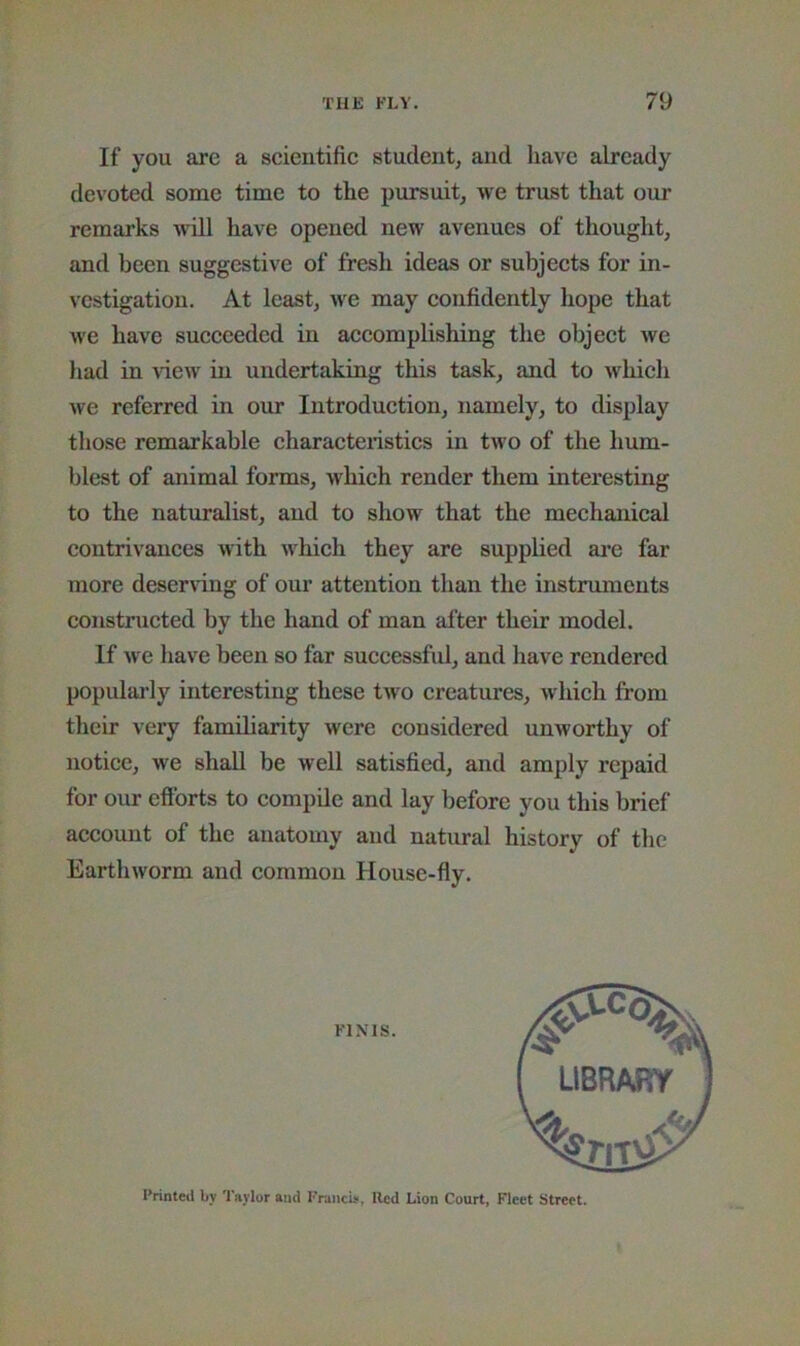 THE FLY. 79
If you are a scientific student, and have already
devoted some time to the pursuit, we trust that our
remarks will have opened new avenues of thought,
and been suggestive of fresh ideas or subjects for in-
vestigation. At least, we may confidently hope that
we have succeeded in accomplishing the object we
had in view in undertaking this task, and to which
we referred in our Introduction, namely, to display
those remarkable characteristics in two of the hum-
blest of animal forms, which render them interesting
to the naturalist, and to show that the mechanical
contrivances with which they are supplied are far
more deserving of our attention than the instruments
constructed by the hand of man after their model.
If we have been so far successful, and have rendered
popularly interesting these two creatures, which from
their very familiarity were considered unworthy of
notice, we shall be well satisfied, and amply repaid
for our efforts to compile and lay before you this brief
account of the anatomy and natural history of the
Earthworm and common House-fly.
FINIS.
LIBRARY
Printed by Taylor and Francis, Red Lion Court, Fleet Street.